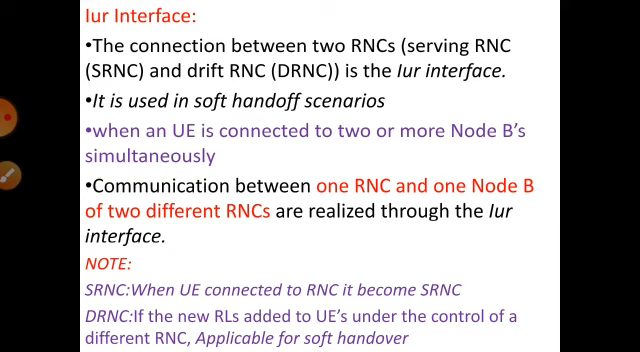 Iur Interface:
•The connection between two RNCs (serving RNC
(SRNC) and drift RNC (DRNC)) is the Iur interface.
•It is used in soft handoff scenarios
•when an UE is connected to two or more Node B's
simultaneously
•Communication between one RNC and one Node B
of two different RNCs are realized through the Iur
interface.
NOTE:
SRNC:When UE connected to RNC it become SRNC
DRNC:If the new RLs added to UE's under the control of a
different RNC, Applicable for soft handover